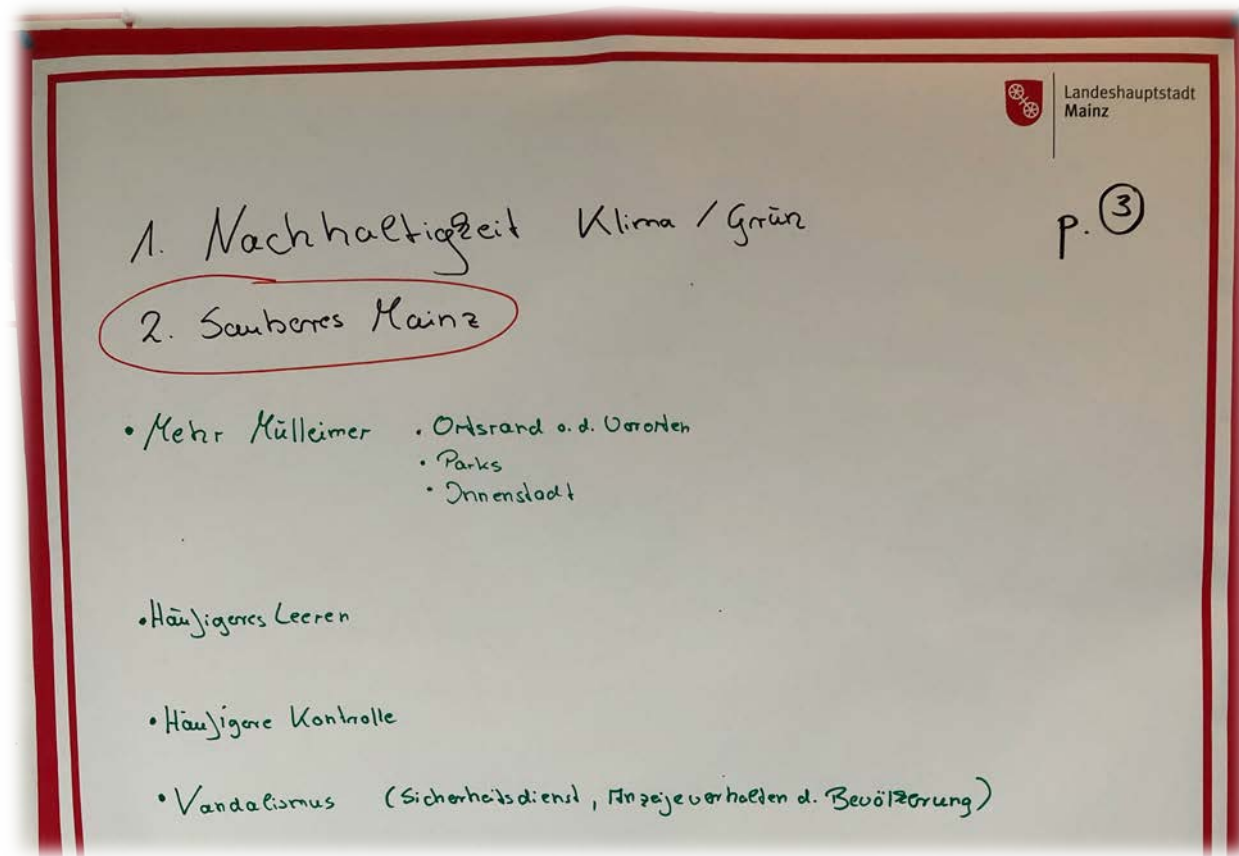 Landeshauptstadt
Mainz
1. Nachhaltigkeit Klima / Grün
p. 3
2. Sauberes Mainz
• Mehr Mülleimer • Ortsrand o. d. Vororten
• Parks
• Innenstadt
• Häufigeres Leeren
• Häufigere Kontrolle
• Vandalismus (Sicherheitsdienst, Anzeigeverhalten d. Bevölkerung)